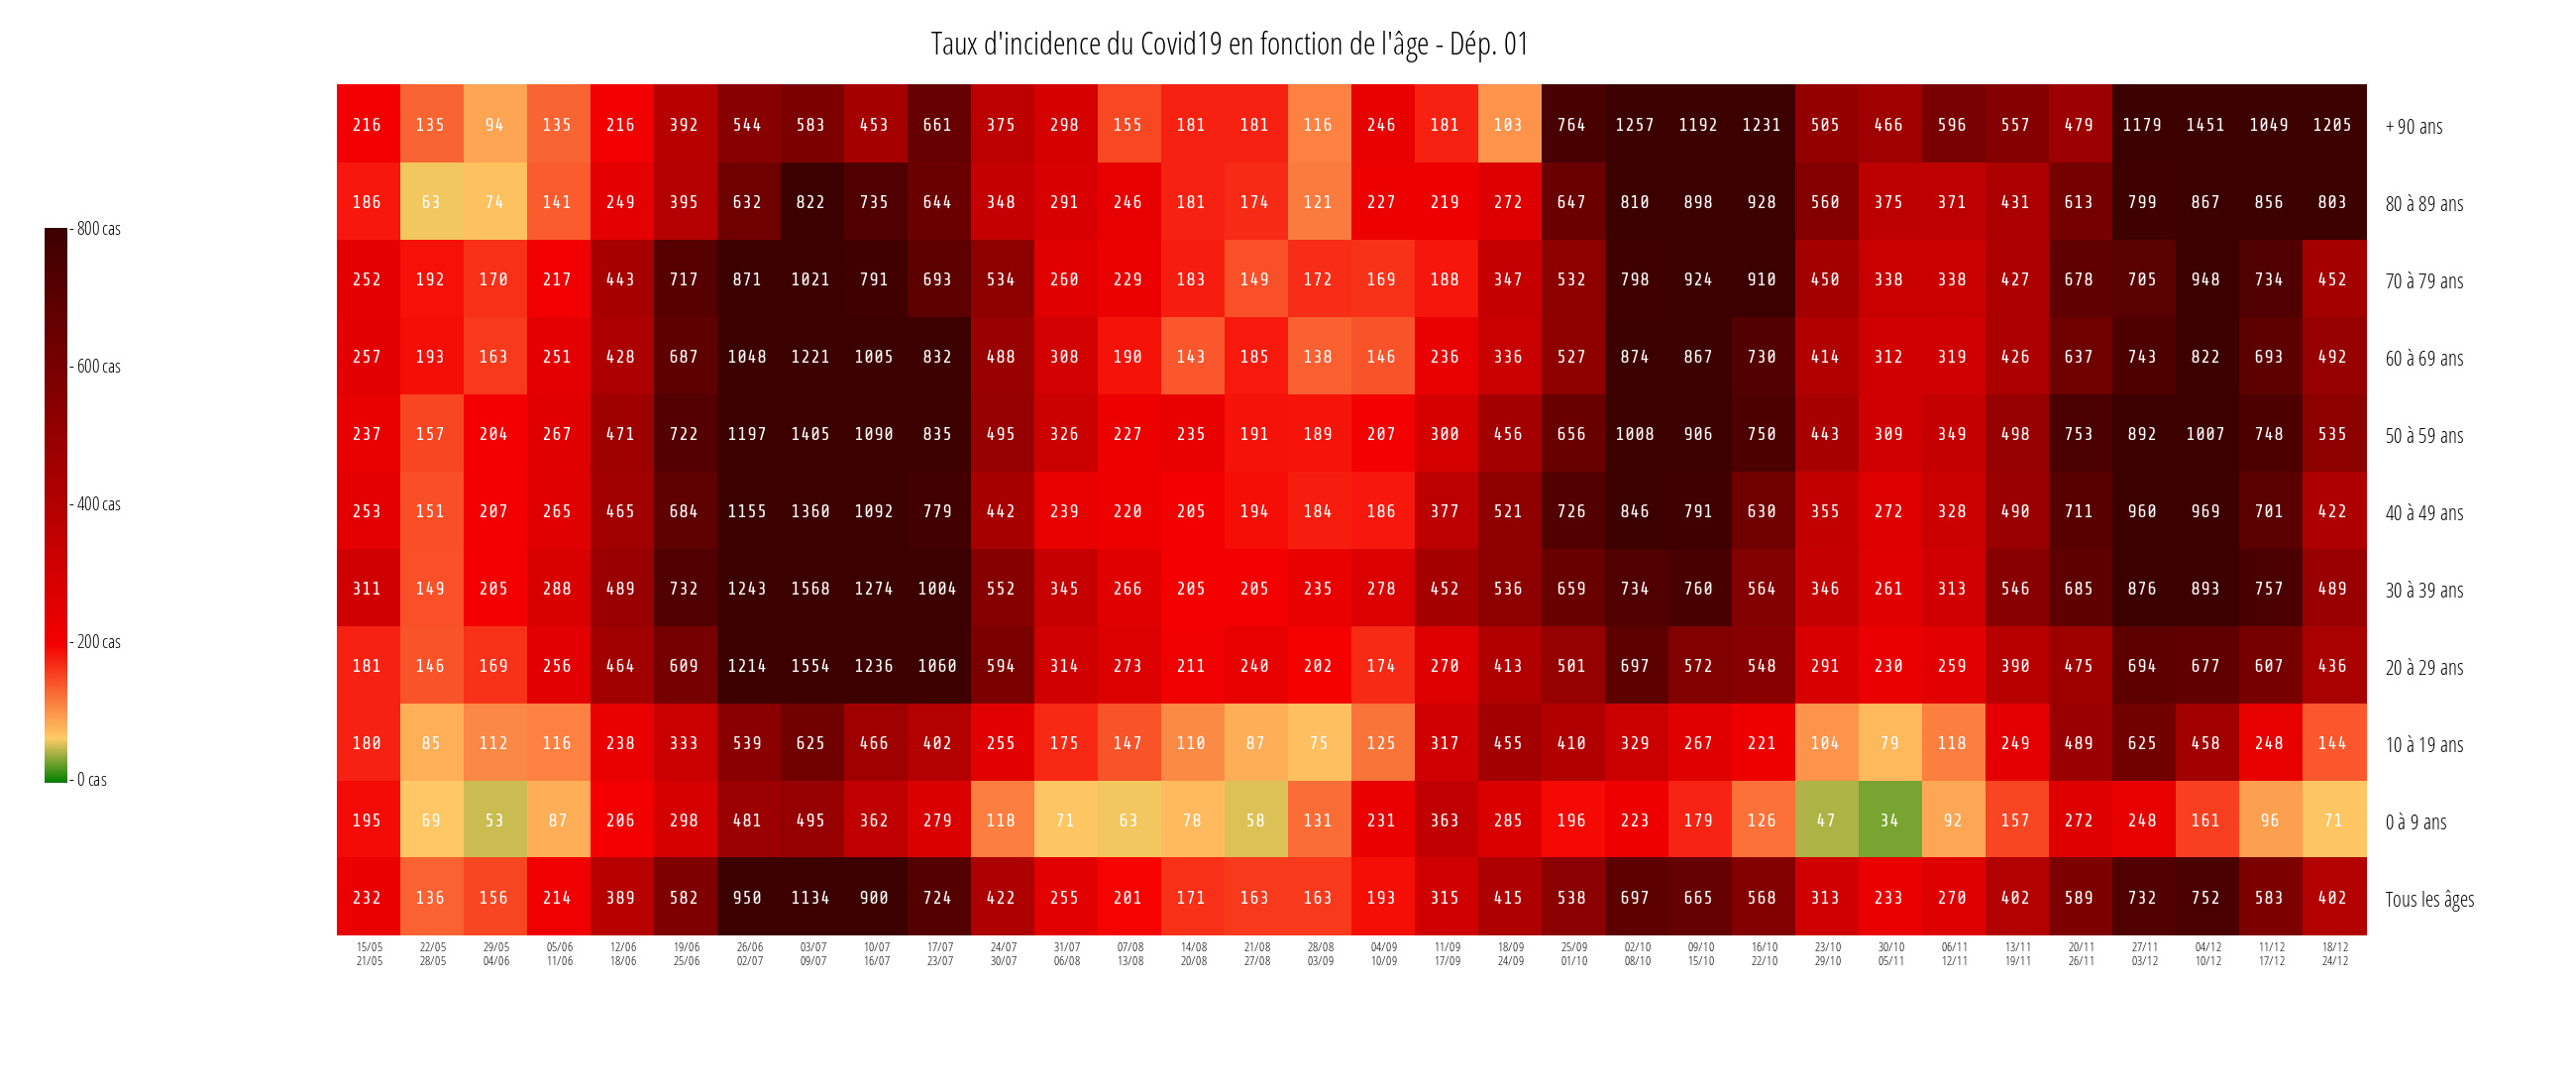 Taux d'incidence du Covid19 en fonction de l'âge - Dép. 01
216 135 94 135 216 392 544 583 453 661 375 298 155 181 181 116 246 181 103 764 1257 1192 1231 505 466 596 557 479 1179 1451 1049 1205 + 90 ans
186 63 74 141 249 395 632 822 735 644 348 291 246 181 174 121 227 219 272 647 810 898 928 560 375 371 431 613 799 867 856 803 80 à 89 ans
- 800 cas
252 192 170 217 443 717 871 1021 791 693 534 260 229 183 149 172 169 188 347 532 798 924 910 450 338 338 427 678 705 948 734 452 70 à 79 ans
257 193 163 251 428 687 1048 1221 1005 832 488 308 190 143 185 138 146 236 336 527 874 867 730 414 312 319 426 637 743 822 693 492 60 à 69 ans
- 600 cas
237 157 204 267 471 722 1197 1405 1090 835 495 326 227 235 191 189 207 300 456 656 1008 906 750 443 309 349 498 753 892 1007 748 535 50 à 59 ans
- 400 cas
253 151 207 265 465 684 1155 1360 1092 779 442 239 220 205 194 184 186 377 521 726 846 791 630 355 272 328 490 711 960 969 701 422 40 à 49 ans
311 149 205 288 489 732 1243 1568 1274 1004 552 345 266 205 205 235 278 452 536 659 734 760 564 346 261 313 546 685 876 893 757 489 30 à 39 ans
- 200 cas
181 146 169 256 464 609 1214 1554 1236 1060 594 314 273 211 240 202 174 270 413 501 697 572 548 291 230 259 390 475 694 677 607 436 20 à 29 ans
180 85 112 116 238 333 539 625 466 402 255 175 147 110 87 75 125 317 455 410 329 267 221 104 79 118 249 489 625 458 248 144 10 à 19 ans
- 0 cas
195 69 53 87 206 298 481 495 362 279 118 71 63 78 58 131 231 363 285 196 223 179 126 47 34 92 157 272 248 161 96 71 0 à 9 ans
232 136 156 214 389 582 950 1134 900 724 422 255 201 171 163 163 193 315 415 538 697 665 568 313 233 270 402 589 732 752 583 402 Tous les âges
15/05 22/05 29/05 05/06 12/06 19/06 26/06 03/07 10/07 17/07 24/07 31/07 07/08 14/08 21/08 28/08 04/09 11/09 18/09 25/09 02/10 09/10 16/10 23/10 30/10 06/11 13/11 20/11 27/11 04/12 11/12 18/12
21/05 28/05 04/06 11/06 18/06 25/06 02/07 09/07 16/07 23/07 30/07 06/08 13/08 20/08 27/08 03/09 10/09 17/09 24/09 01/10 08/10 15/10 22/10 29/10 05/11 12/11 19/11 26/11 03/12 10/12 17/12 24/12